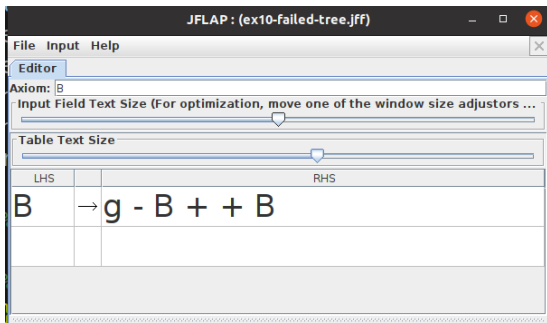 JFLAP : (ex10-failed-tree.jff)
File Input Help
Editor
Axiom: B
Input Field Text Size (For optimization, move one of the window size adjustors ...
Table Text Size
LHS RHS
B → g - B + + B